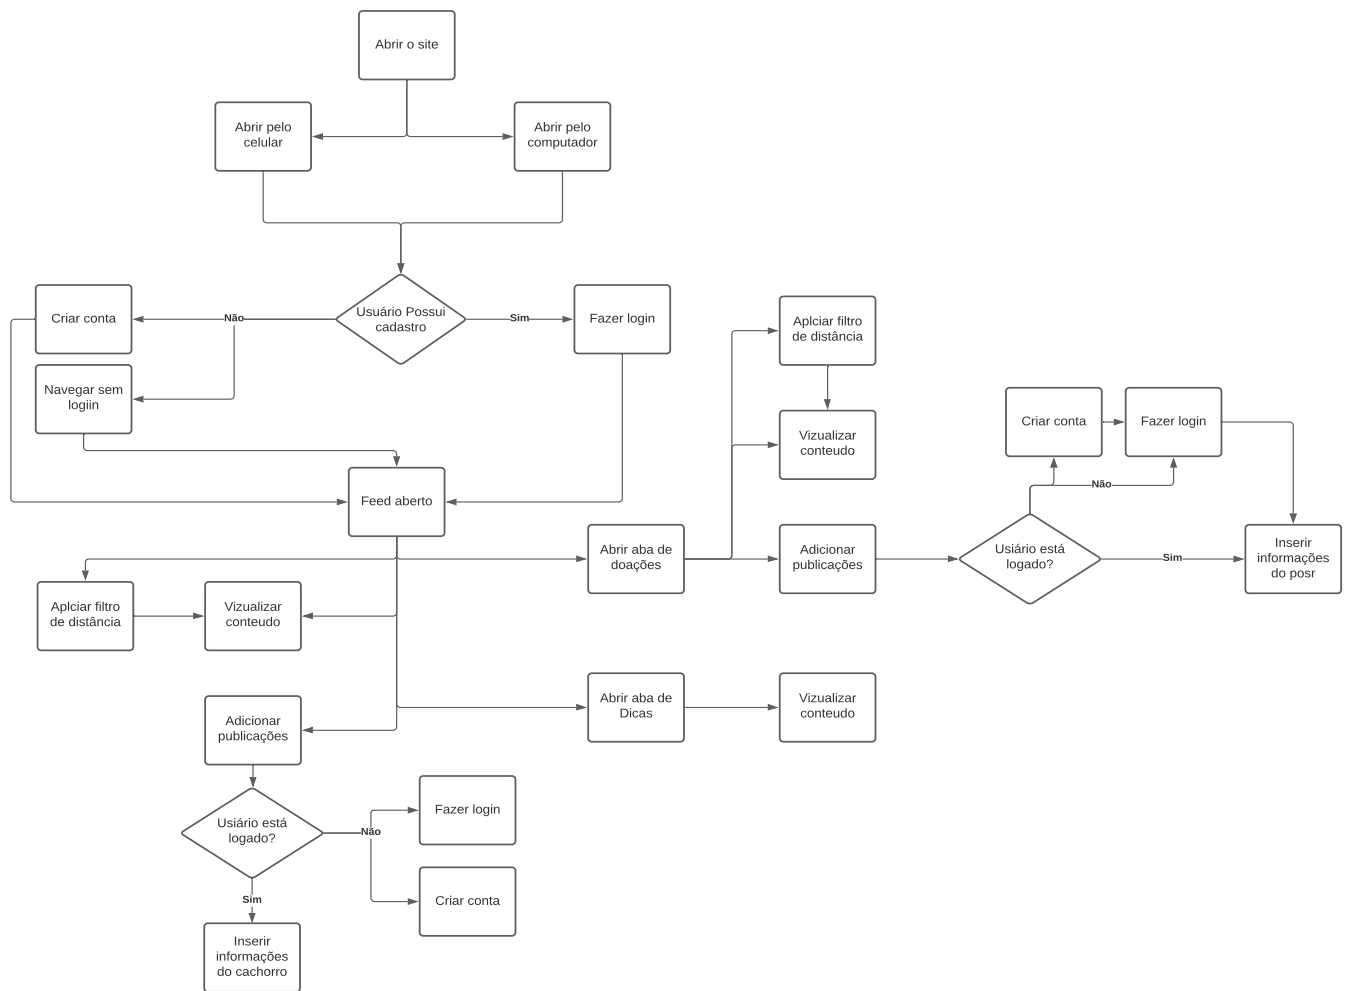 Abrir o site
Abrir pelo
celular
Abrir pelo
computador
Usuário Possui
cadastro
Não
Sim
Criar conta
Fazer login
Navegar sem
logiin
Feed aberto
Aplciar filtro
de distância
Vizualizar
conteudo
Abrir aba de
doações
Aplciar filtro
de distância
Vizualizar
conteudo
Adicionar
publicações
Usiário está
logado?
Não
Criar conta
Fazer login
Sim
Inserir
informações
do posr
Abrir aba de
Dicas
Vizualizar
conteudo
Adicionar
publicações
Usiário está
logado?
Não
Fazer login
Criar conta
Sim
Inserir
informações
do cachorro